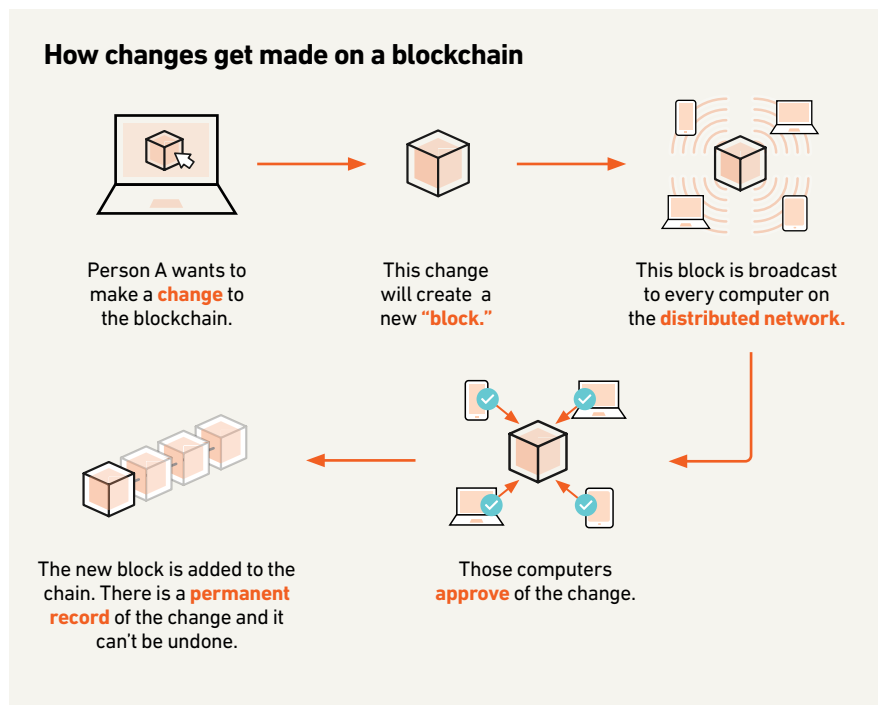 How changes get made on a blockchain
Person A wants to
make a change to
the blockchain.
This change
will create a
new “block.”
This block is broadcast
to every computer on
the distributed network.
Those computers
approve of the change.
The new block is added to the
chain. There is a permanent
record of the change and it
can't be undone.